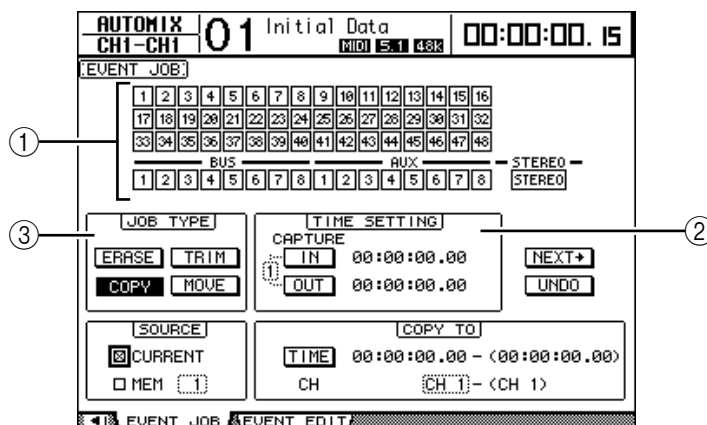 AUTOMIX
CH1-CH1
01
Initial Data
MIDI 5.1 48K
00:00:00. 15
EVENT JOB
1 2 3 4 5 6 7 8 9 10 11 12 13 14 15 16
17 18 19 20 21 22 23 24 25 26 27 28 29 30 31 32
33 34 35 36 37 38 39 40 41 42 43 44 45 46 47 48
①
BUS AUX STEREO
1 2 3 4 5 6 7 8 1 2 3 4 5 6 7 8 STEREO
③
JOB TYPE
ERASE TRIM
COPY MOVE
TIME SETTING
②
CAPTURE
1
IN 00:00:00.00
OUT 00:00:00.00
NEXT→
UNDO
SOURCE
CURRENT
MEM 1
COPY TO
TIME 00:00:00.00 - (00:00:00.00)
CH CH 1 - (CH 1)
EVENT JOB EVENT EDIT